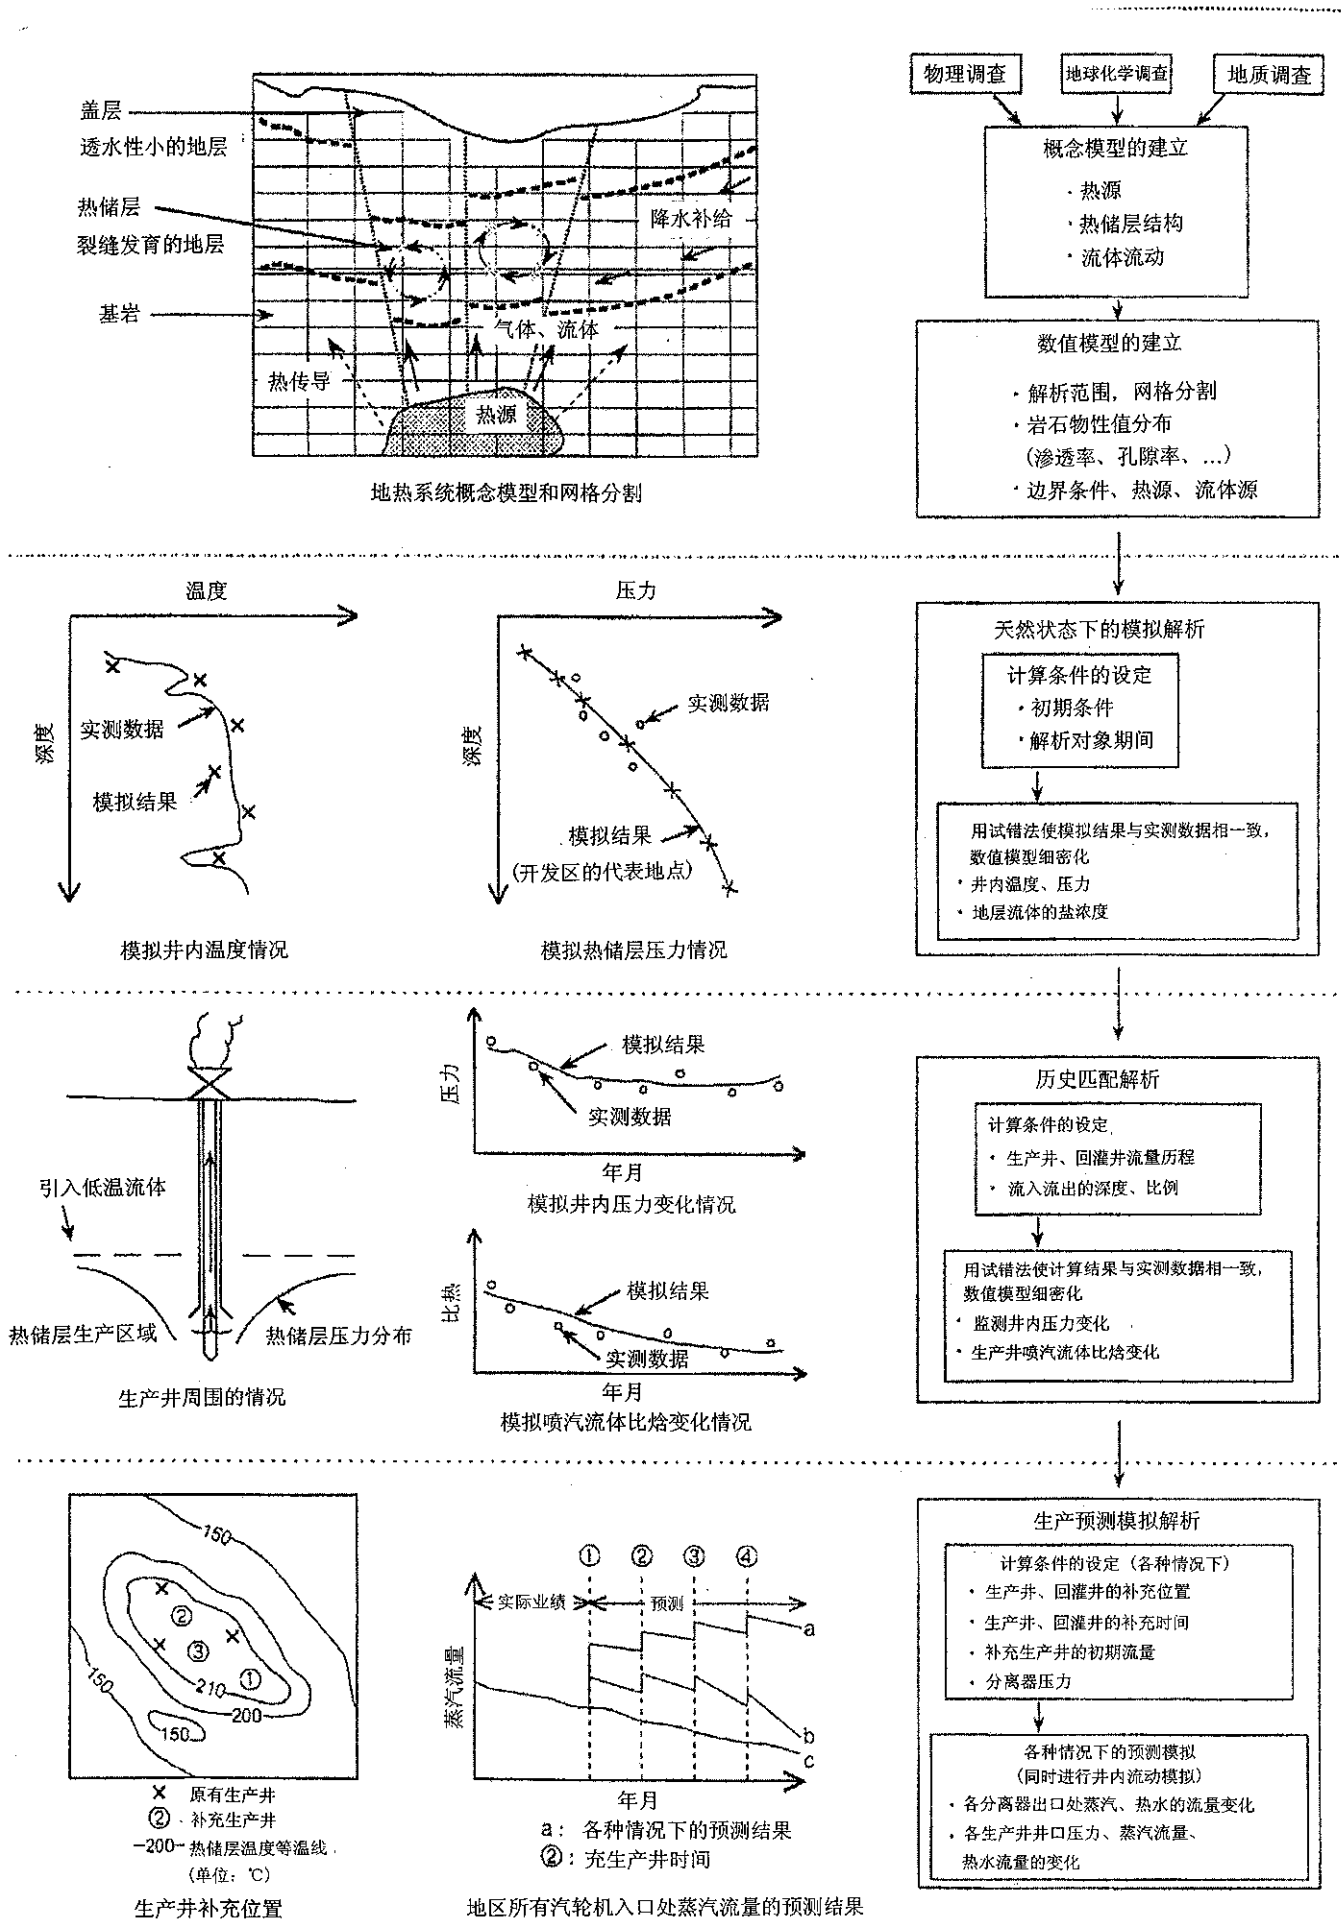 盖层
透水性小的地层
热储层
裂缝发育的地层
基岩
降水补给
气体、流体
热传导
热源
地热系统概念模型和网格分割
物理调查
地球化学调查
地质调查
概念模型的建立
· 热源
· 热储层结构
· 流体流动
数值模型的建立
· 解析范围，网格分割
· 岩石物性值分布
(渗透率、孔隙率、…)
· 边界条件、热源、流体源
温度
深度
实测数据
模拟结果
模拟井内温度情况
压力
深度
实测数据
模拟结果
(开发区的代表地点)
模拟热储层压力情况
天然状态下的模拟解析
计算条件的设定
· 初期条件
· 解析对象期间
用试错法使模拟结果与实测数据相一致，
数值模型细密化
· 井内温度、压力
· 地层流体的盐浓度
引入低温流体
热储层生产区域
热储层压力分布
生产井周围的情况
压力
模拟结果
实测数据
年月
模拟井内压力变化情况
比热
模拟结果
实测数据
年月
模拟喷汽流体比焓变化情况
历史匹配解析
计算条件的设定
· 生产井、回灌井流量历程
· 流入流出的深度、比例
用试错法使计算结果与实测数据相一致，
数值模型细密化
· 监测井内压力变化
· 生产井喷汽流体比焓变化
150
②
③
①
210
200
150
150
× 原有生产井
② 补充生产井
—200— 热储层温度等温线
(单位：℃)
生产井补充位置
① ② ③ ④
实际业绩
预测
蒸汽流量
a
b
c
年月
a：各种情况下的预测结果
②：充生产井时间
地区所有汽轮机入口处蒸汽流量的预测结果
生产预测模拟解析
计算条件的设定（各种情况下）
· 生产井、回灌井的补充位置
· 生产井、回灌井的补充时间
· 补充生产井的初期流量
· 分离器压力
各种情况下的预测模拟
(同时进行井内流动模拟)
· 各分离器出口处蒸汽、热水的流量变化
· 各生产井井口压力、蒸汽流量、
热水流量的变化